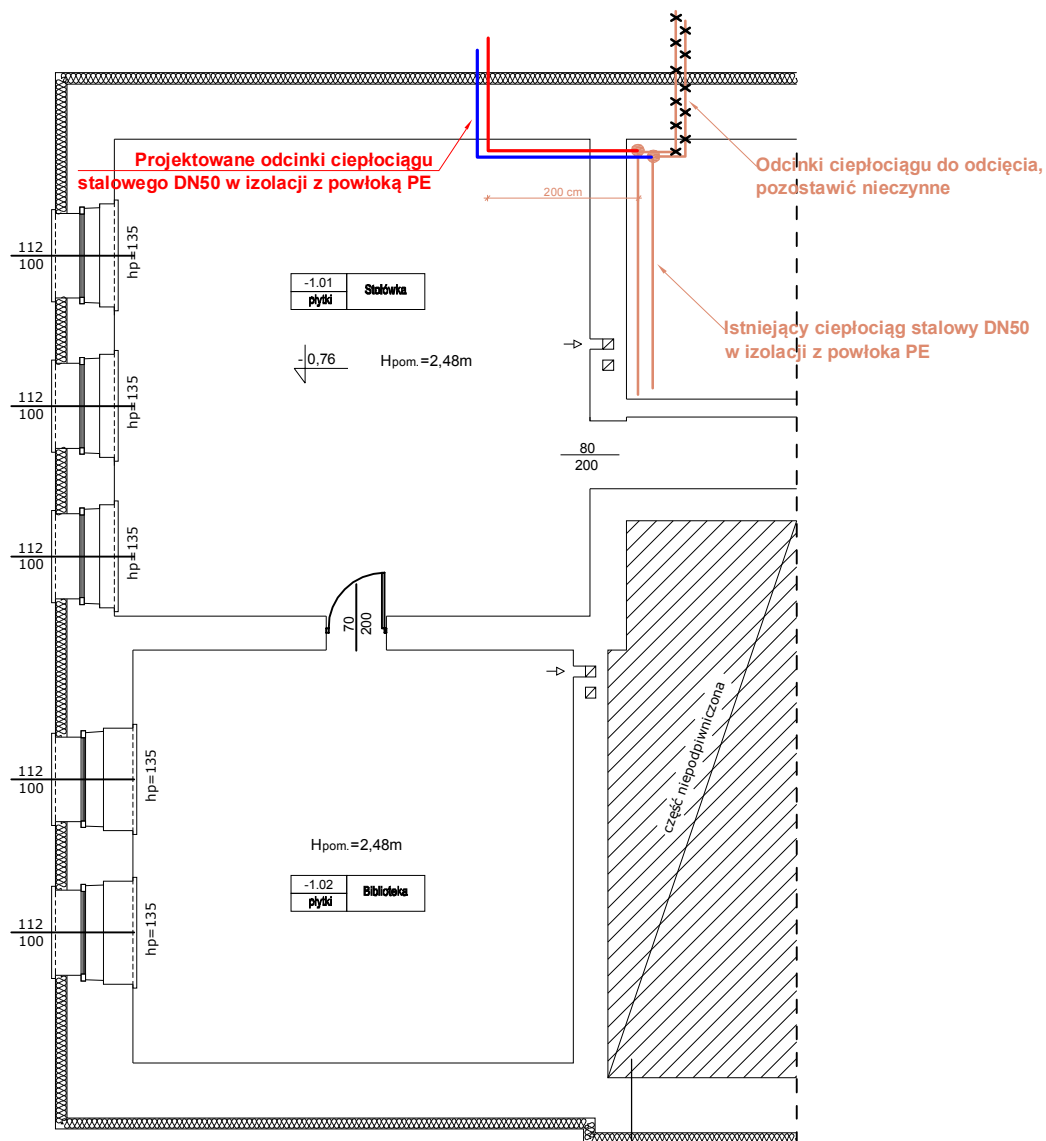 Projektowane odcinki ciepłociągu
stalowego DN50 w izolacji z powłoką PE
Odcinki ciepłociągu do odcięcia,
pozdstawić nieczynne
200 cm
112
100
hp=135
-1.01
płytki
Stołówka
Istniejący ciepłociąg stalowy DN50
w izolacji z powłoka PE
- 0,76
Hpom.=2,48m
112
100
hp=135
80
200
112
100
hp=135
70
200
część niepodpiwniczona
112
100
hp=135
Hpom.=2,48m
-1.02
płytki
Biblioteka
112
100
hp=135